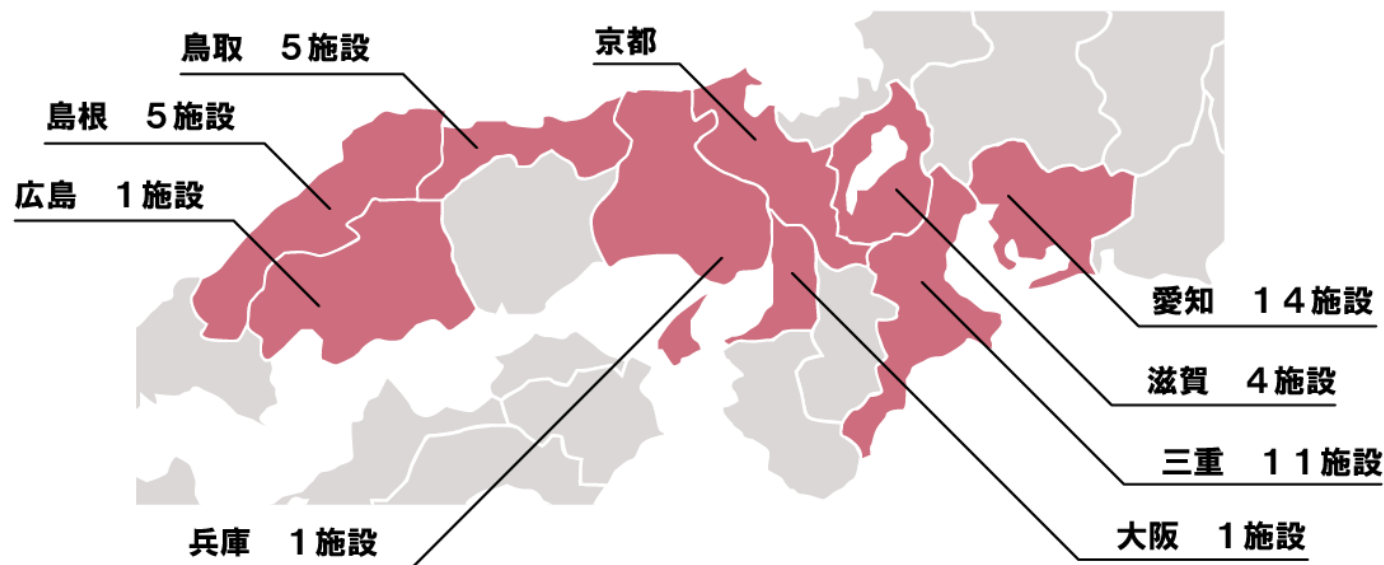 鳥取　５施設
京都
島根　５施設
広島　１施設
愛知　１４施設
滋賀　４施設
三重　１１施設
大阪　１施設
兵庫　１施設